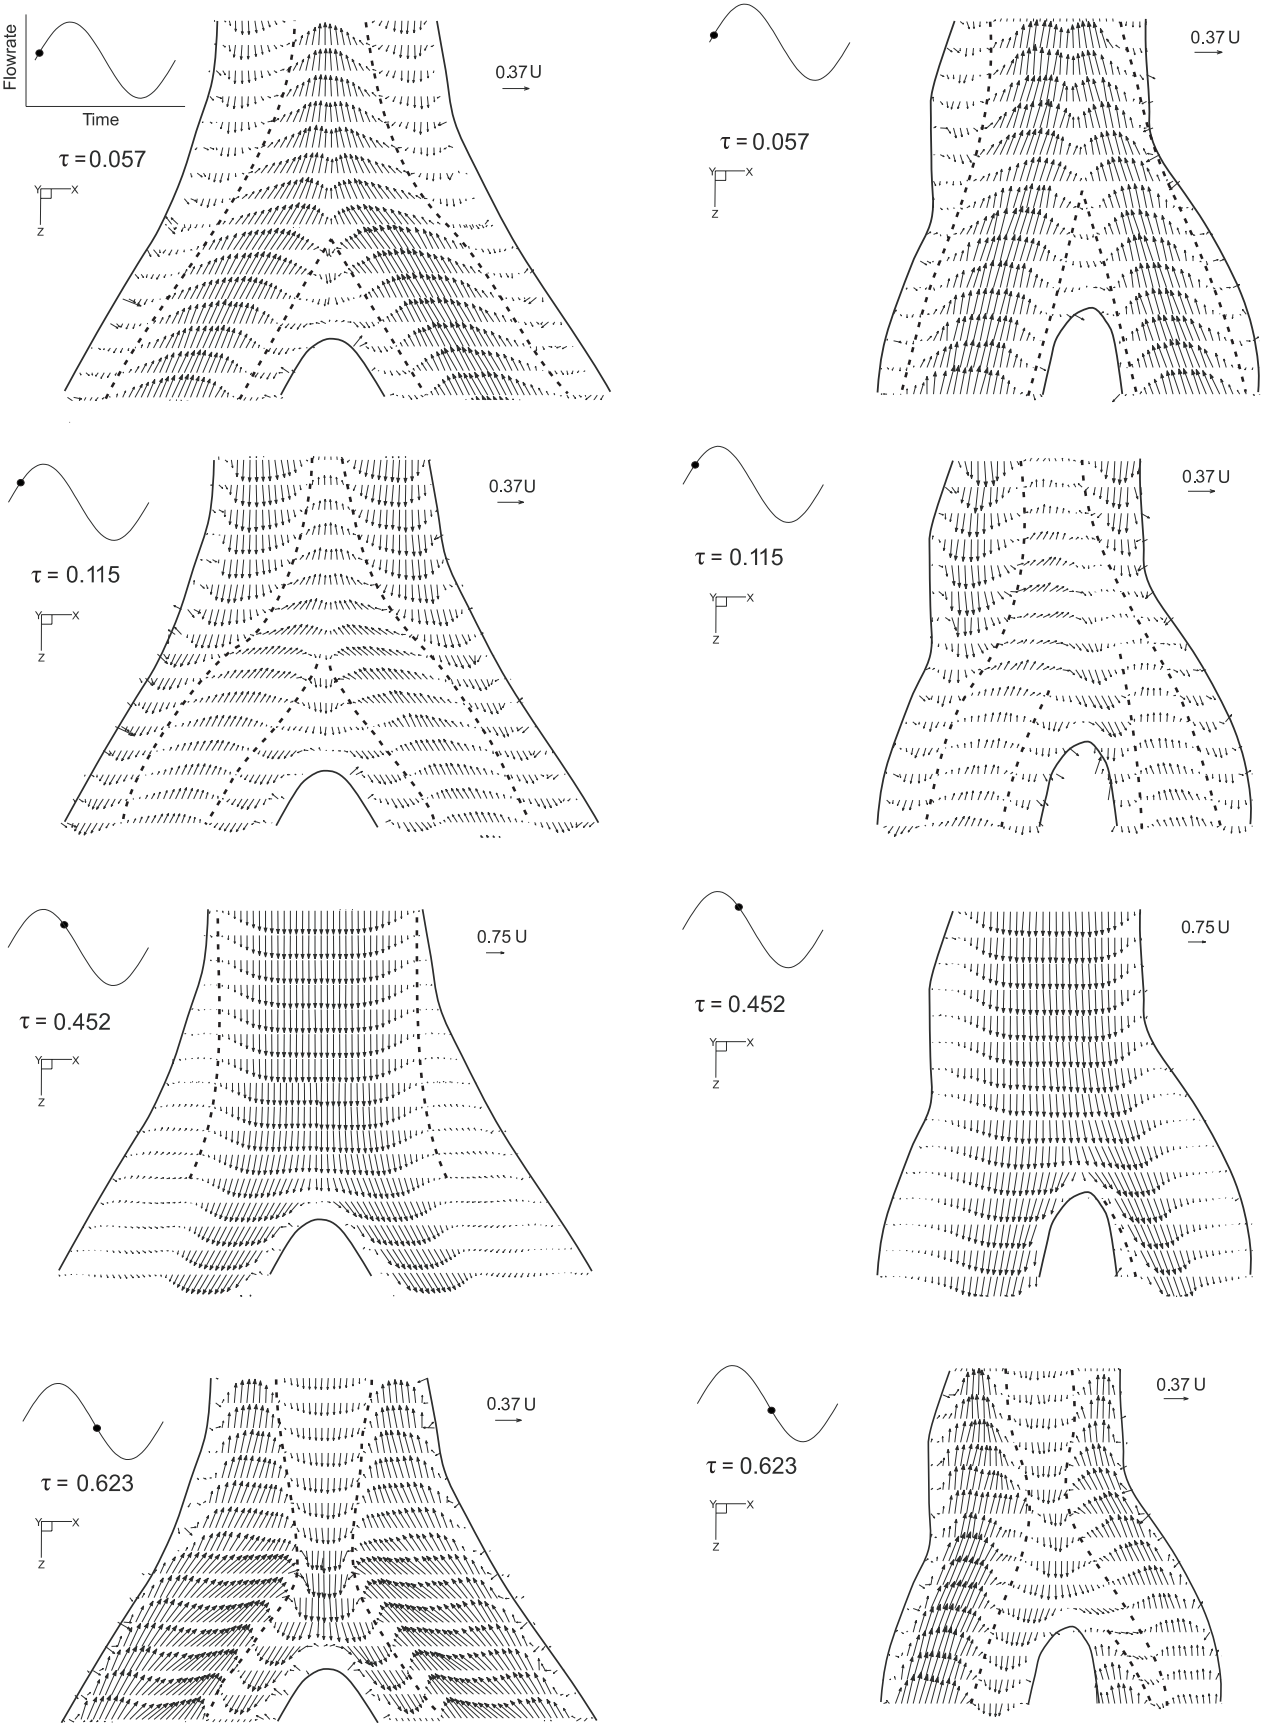 Flowrate
Time
τ = 0.057
Y X
Z
0.37 U
τ = 0.057
Y X
Z
0.37 U
τ = 0.115
Y X
Z
0.37 U
τ = 0.115
Y X
Z
0.37 U
τ = 0.452
Y X
Z
0.75 U
τ = 0.452
Y X
Z
0.75 U
τ = 0.623
Y X
Z
0.37 U
τ = 0.623
Y X
Z
0.37 U